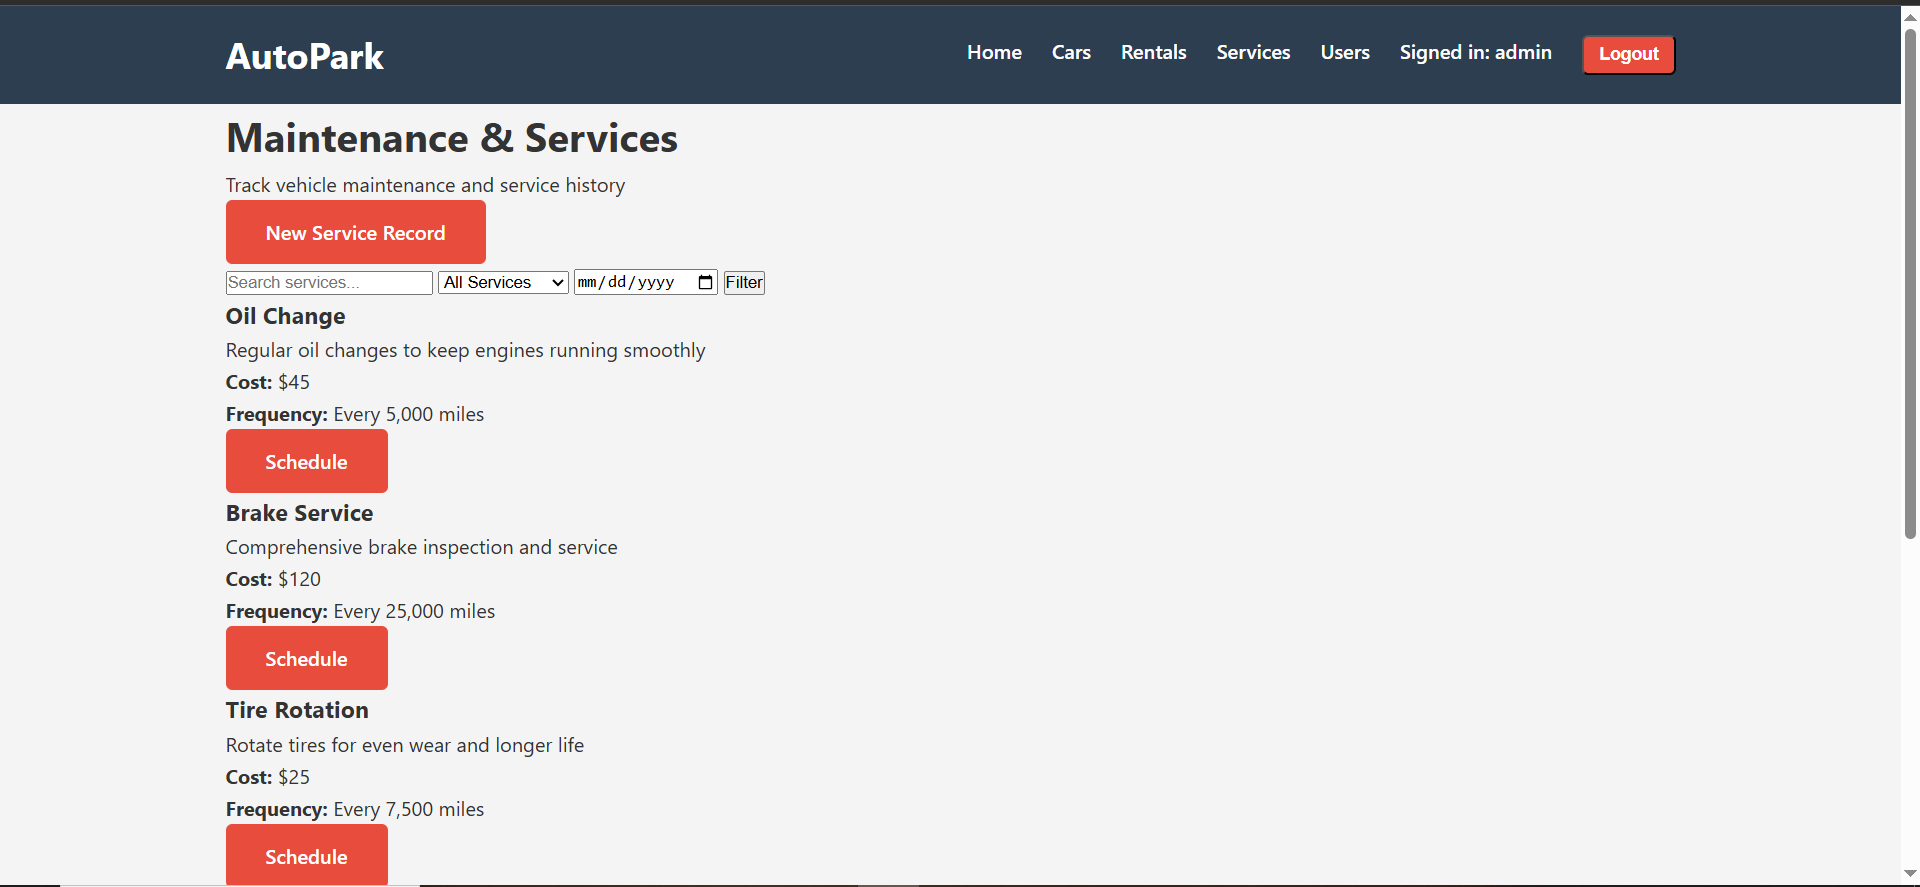 AutoPark
Home Cars Rentals Services Users Signed in: admin Logout
Maintenance & Services
Track vehicle maintenance and service history
New Service Record
Search services... All Services mm/dd/yyyy Filter
Oil Change
Regular oil changes to keep engines running smoothly
Cost: $45
Frequency: Every 5,000 miles
Schedule
Brake Service
Comprehensive brake inspection and service
Cost: $120
Frequency: Every 25,000 miles
Schedule
Tire Rotation
Rotate tires for even wear and longer life
Cost: $25
Frequency: Every 7,500 miles
Schedule